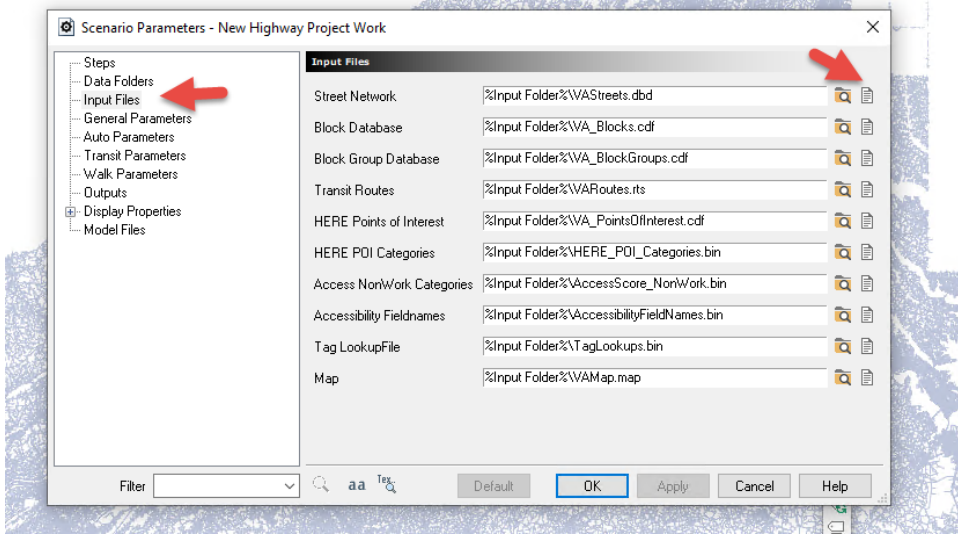 Scenario Parameters - New Highway Project Work
Steps
Data Folders
Input Files
General Parameters
Auto Parameters
Transit Parameters
Walk Parameters
Outputs
Display Properties
Model Files
Input Files
Street Network %Input Folder%\VAStreets.dbd
Block Database %Input Folder%\VA_Blocks.cdf
Block Group Database %Input Folder%\VA_BlockGroups.cdf
Transit Routes %Input Folder%\VARoutes.rts
HERE Points of Interest %Input Folder%\VA_PointsOfInterest.cdf
HERE POI Categories %Input Folder%\HERE_POI_Categories.bin
Access NonWork Categories %Input Folder%\AccessScore_NonWork.bin
Accessibility Fieldnames %Input Folder%\AccessibilityFieldNames.bin
Tag LookupFile %Input Folder%\TagLookups.bin
Map %Input Folder%\VAMap.map
Filter aa Tex Default OK Apply Cancel Help